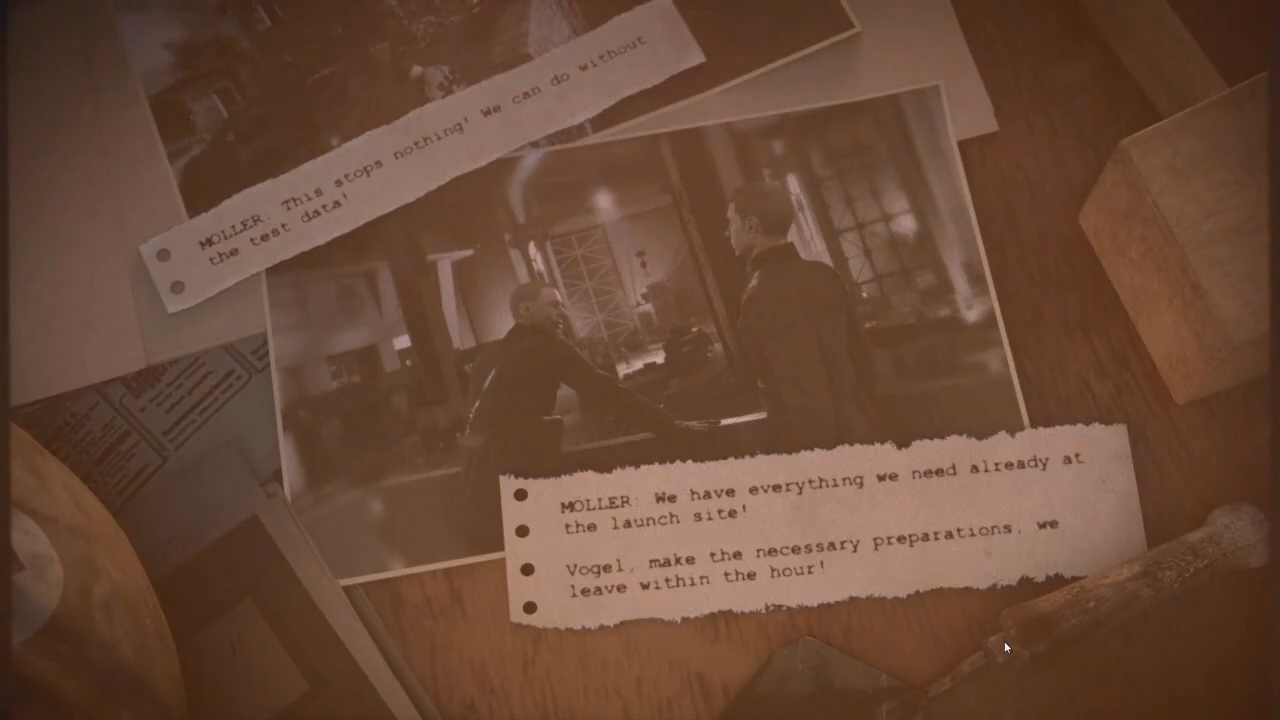 MOLLER: This stops nothing! We can do without
the test data!
MOLLER: We have everything we need already at
the launch site!
Vogel, make the necessary preparations, we
leave within the hour!